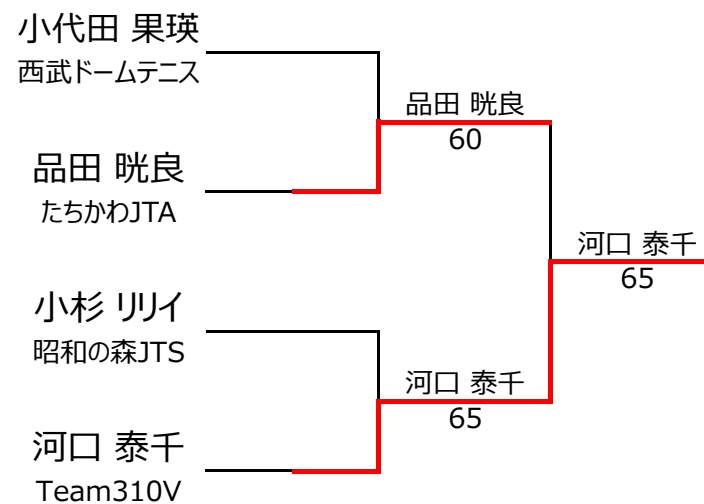 小代田 果瑛
西武ドームテニス
品田 晄良
60
品田 晄良
たちかわJTA
河口 泰千
65
小杉 リリイ
昭和の森JTS
河口 泰千
65
河口 泰千
Team310V